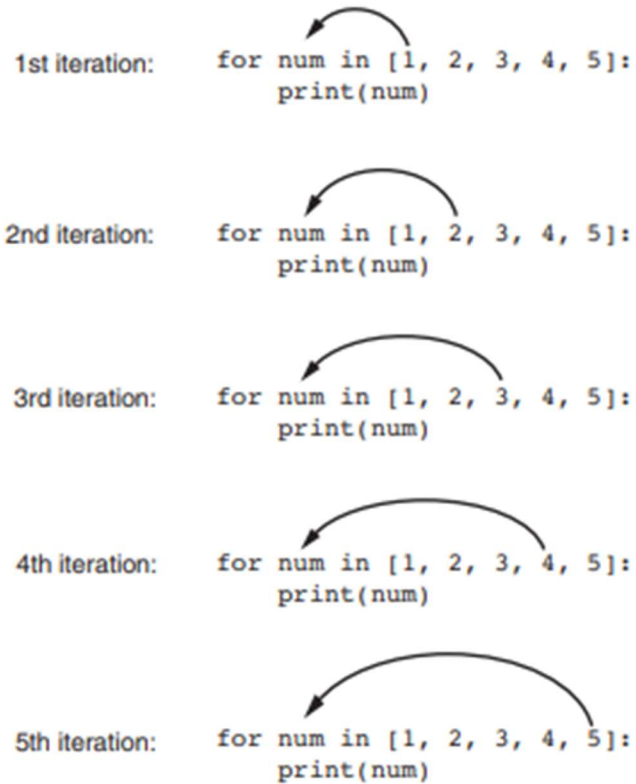 1st iteration: for num in [1, 2, 3, 4, 5]:
print(num)
2nd iteration: for num in [1, 2, 3, 4, 5]:
print(num)
3rd iteration: for num in [1, 2, 3, 4, 5]:
print(num)
4th iteration: for num in [1, 2, 3, 4, 5]:
print(num)
5th iteration: for num in [1, 2, 3, 4, 5]:
print(num)